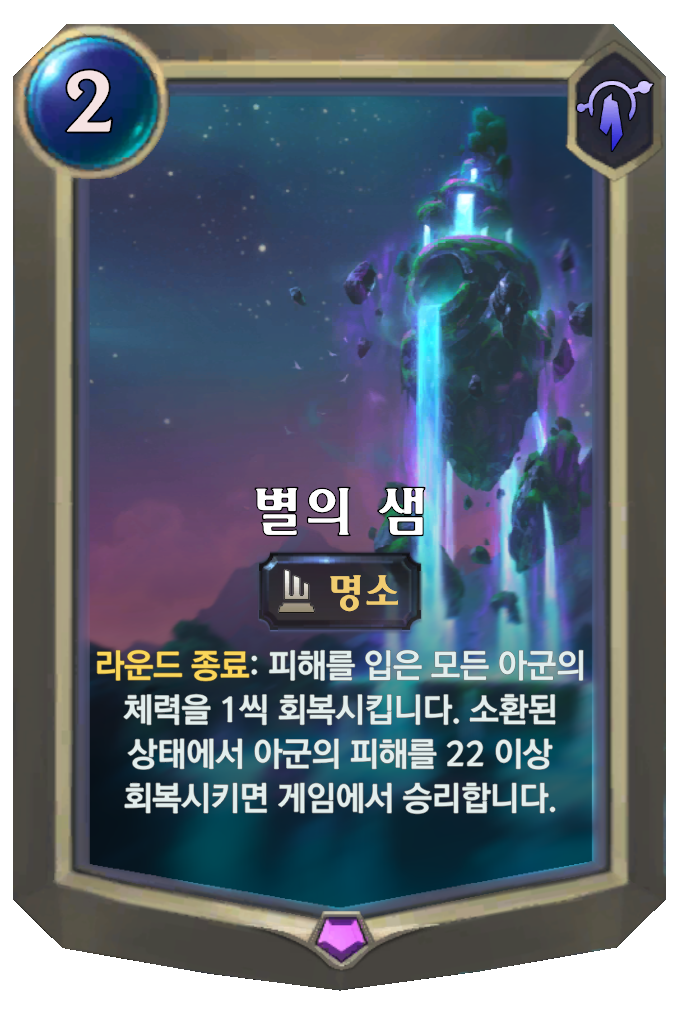 2
별의 샘
명소
라운드 종료: 피해를 입은 모든 아군의
체력을 1씩 회복시킵니다. 소환된
상태에서 아군의 피해를 22 이상
회복시키면 게임에서 승리합니다.